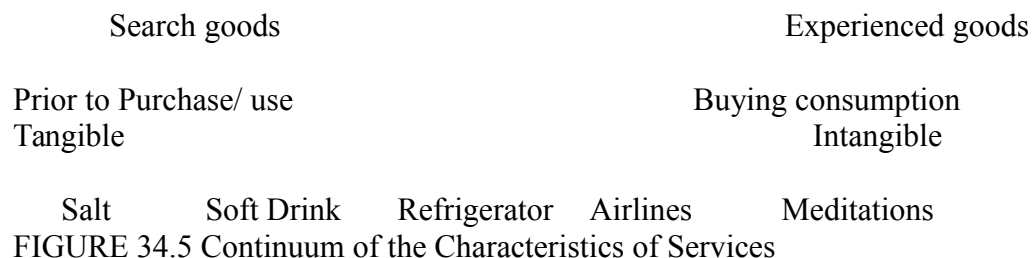 Search goods Experienced goods
Prior to Purchase/ use Buying consumption
Tangible Intangible
Salt Soft Drink Refrigerator Airlines Meditations
FIGURE 34.5 Continuum of the Characteristics of Services